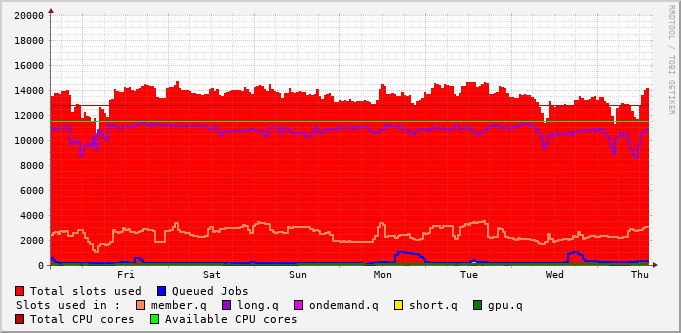 20000
18000
16000
14000
12000
10000
8000
6000
4000
2000
0
Fri Sat Sun Mon Tue Wed Thu
RRDTOOL / TOBI OETIKER
Total slots used Queued Jobs
Slots used in : member.q long.q ondemand.q short.q gpu.q
Total CPU cores Available CPU cores